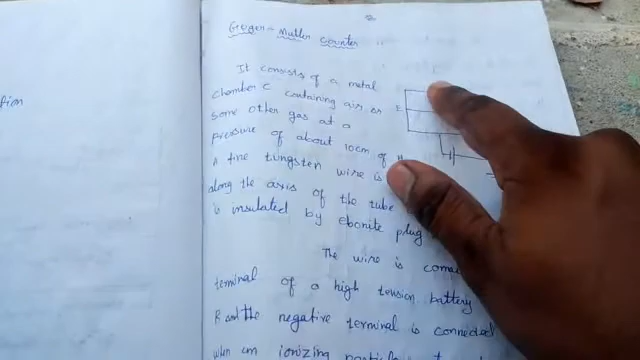 ion
Geiger - Muller Counter
It consists of a metal
chamber C containing air or
some other gas at a
pressure of about 10cm of H
A fine tungsten wire is
along the axis of the tube
is insulated by ebonite plug
E
The wire is
terminal of a high tension battery
R and the negative terminal is connected
when an ionizing